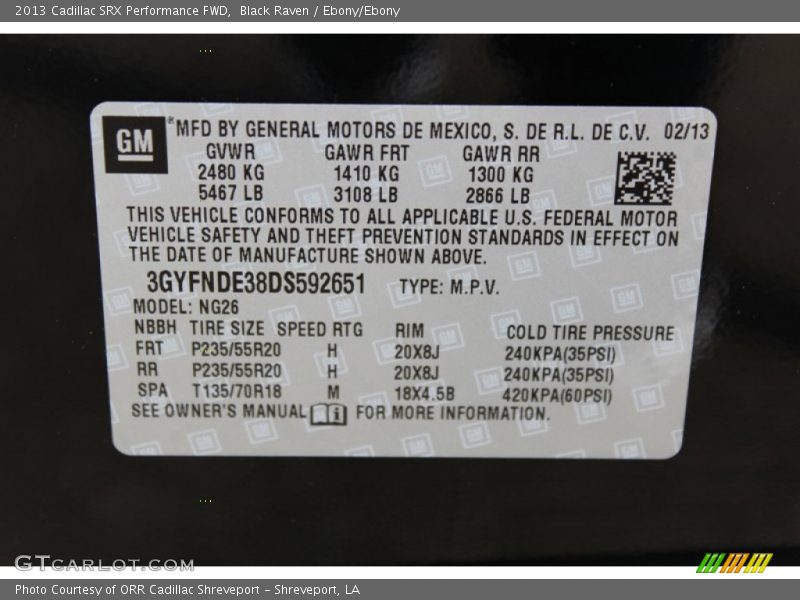 2013 Cadillac SRX Performance FWD, Black Raven / Ebony/Ebony
GM
MFD BY GENERAL MOTORS DE MEXICO, S. DE R.L. DE C.V. 02/13
GVWR GAWR FRT GAWR RR
2480 KG 1410 KG 1300 KG
5467 LB 3108 LB 2866 LB
THIS VEHICLE CONFORMS TO ALL APPLICABLE U.S. FEDERAL MOTOR
VEHICLE SAFETY AND THEFT PREVENTION STANDARDS IN EFFECT ON
THE DATE OF MANUFACTURE SHOWN ABOVE.
3GYFNDE38DS592651 TYPE: M.P.V.
MODEL: NG26
NBBH TIRE SIZE SPEED RTG RIM COLD TIRE PRESSURE
FRT P235/55R20 H 20X8J 240KPA(35PSI)
RR P235/55R20 H 20X8J 240KPA(35PSI)
SPA T135/70R18 M 18X4.5B 420KPA(60PSI)
SEE OWNER'S MANUAL i FOR MORE INFORMATION.
GTCARLOT.COM
Photo Courtesy of ORR Cadillac Shreveport - Shreveport, LA